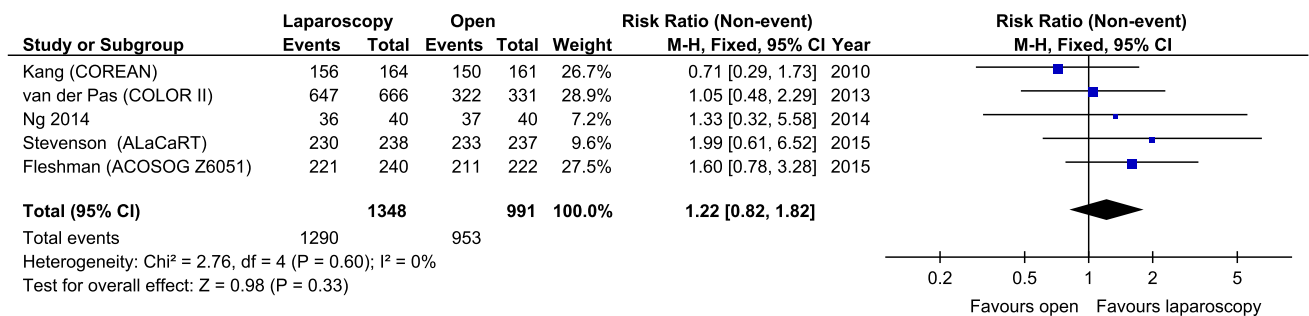 Laparoscopy Open Risk Ratio (Non-event) Risk Ratio (Non-event)
Study or Subgroup Events Total Events Total Weight M-H, Fixed, 95% CI Year M-H, Fixed, 95% CI
Kang (COREAN) 156 164 150 161 26.7% 0.71 [0.29, 1.73] 2010
van der Pas (COLOR II) 647 666 322 331 28.9% 1.05 [0.48, 2.29] 2013
Ng 2014 36 40 37 40 7.2% 1.33 [0.32, 5.58] 2014
Stevenson (ALaCaRT) 230 238 233 237 9.6% 1.99 [0.61, 6.52] 2015
Fleshman (ACOSOG Z6051) 221 240 211 222 27.5% 1.60 [0.78, 3.28] 2015
Total (95% CI) 1348 991 100.0% 1.22 [0.82, 1.82]
Total events 1290 953
Heterogeneity: Chi² = 2.76, df = 4 (P = 0.60); I² = 0%
Test for overall effect: Z = 0.98 (P = 0.33)
0.2 0.5 1 2 5
Favours open Favours laparoscopy